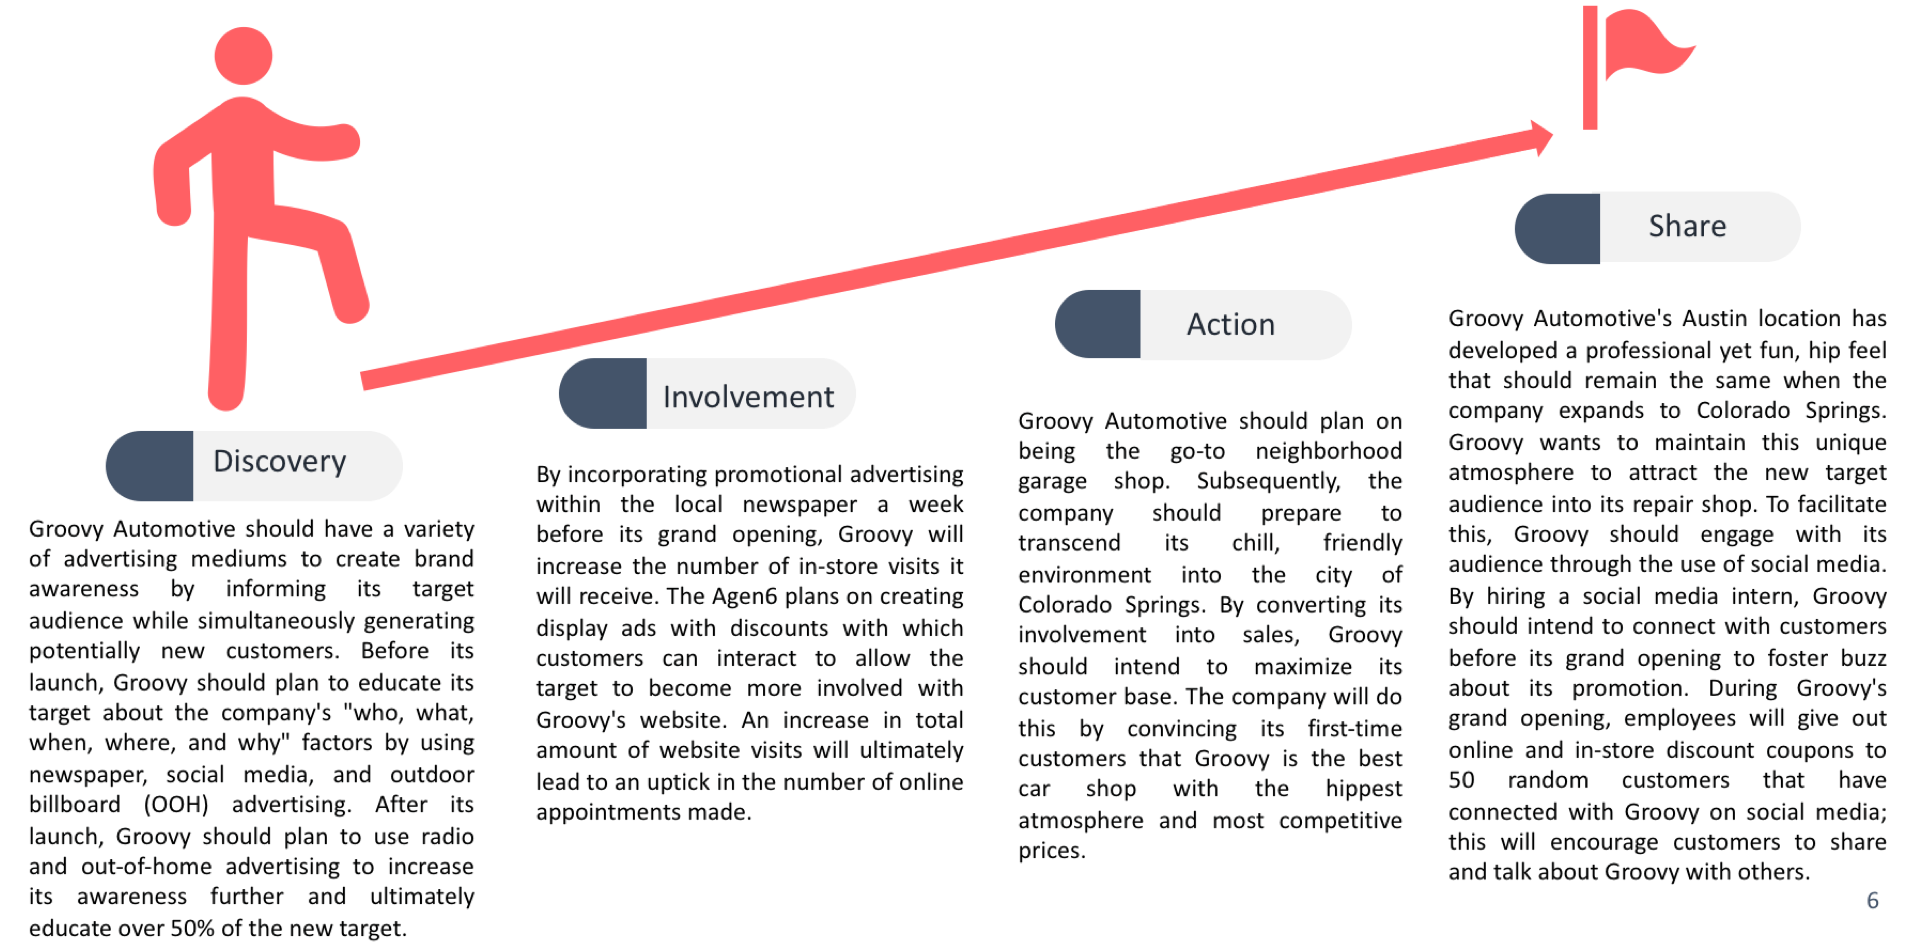 Discovery
Groovy Automotive should have a variety
of advertising mediums to create brand
awareness by informing its target
audience while simultaneously generating
potentially new customers. Before its
launch, Groovy should plan to educate its
target about the company's "who, what,
when, where, and why" factors by using
newspaper, social media, and outdoor
billboard (OOH) advertising. After its
launch, Groovy should plan to use radio
and out-of-home advertising to increase
its awareness further and ultimately
educate over 50% of the new target.
Involvement
By incorporating promotional advertising
within the local newspaper a week
before its grand opening, Groovy will
increase the number of in-store visits it
will receive. The Agen6 plans on creating
display ads with discounts with which
customers can interact to allow the
target to become more involved with
Groovy's website. An increase in total
amount of website visits will ultimately
lead to an uptick in the number of online
appointments made.
Action
Groovy Automotive should plan on
being the go-to neighborhood
garage shop. Subsequently, the
company should prepare to
transcend its chill, friendly
environment into the city of
Colorado Springs. By converting its
involvement into sales, Groovy
should intend to maximize its
customer base. The company will do
this by convincing its first-time
customers that Groovy is the best
car shop with the hippest
atmosphere and most competitive
prices.
Share
Groovy Automotive's Austin location has
developed a professional yet fun, hip feel
that should remain the same when the
company expands to Colorado Springs.
Groovy wants to maintain this unique
atmosphere to attract the new target
audience into its repair shop. To facilitate
this, Groovy should engage with its
audience through the use of social media.
By hiring a social media intern, Groovy
should intend to connect with customers
before its grand opening to foster buzz
about its promotion. During Groovy's
grand opening, employees will give out
online and in-store discount coupons to
50 random customers that have
connected with Groovy on social media;
this will encourage customers to share
and talk about Groovy with others.
6